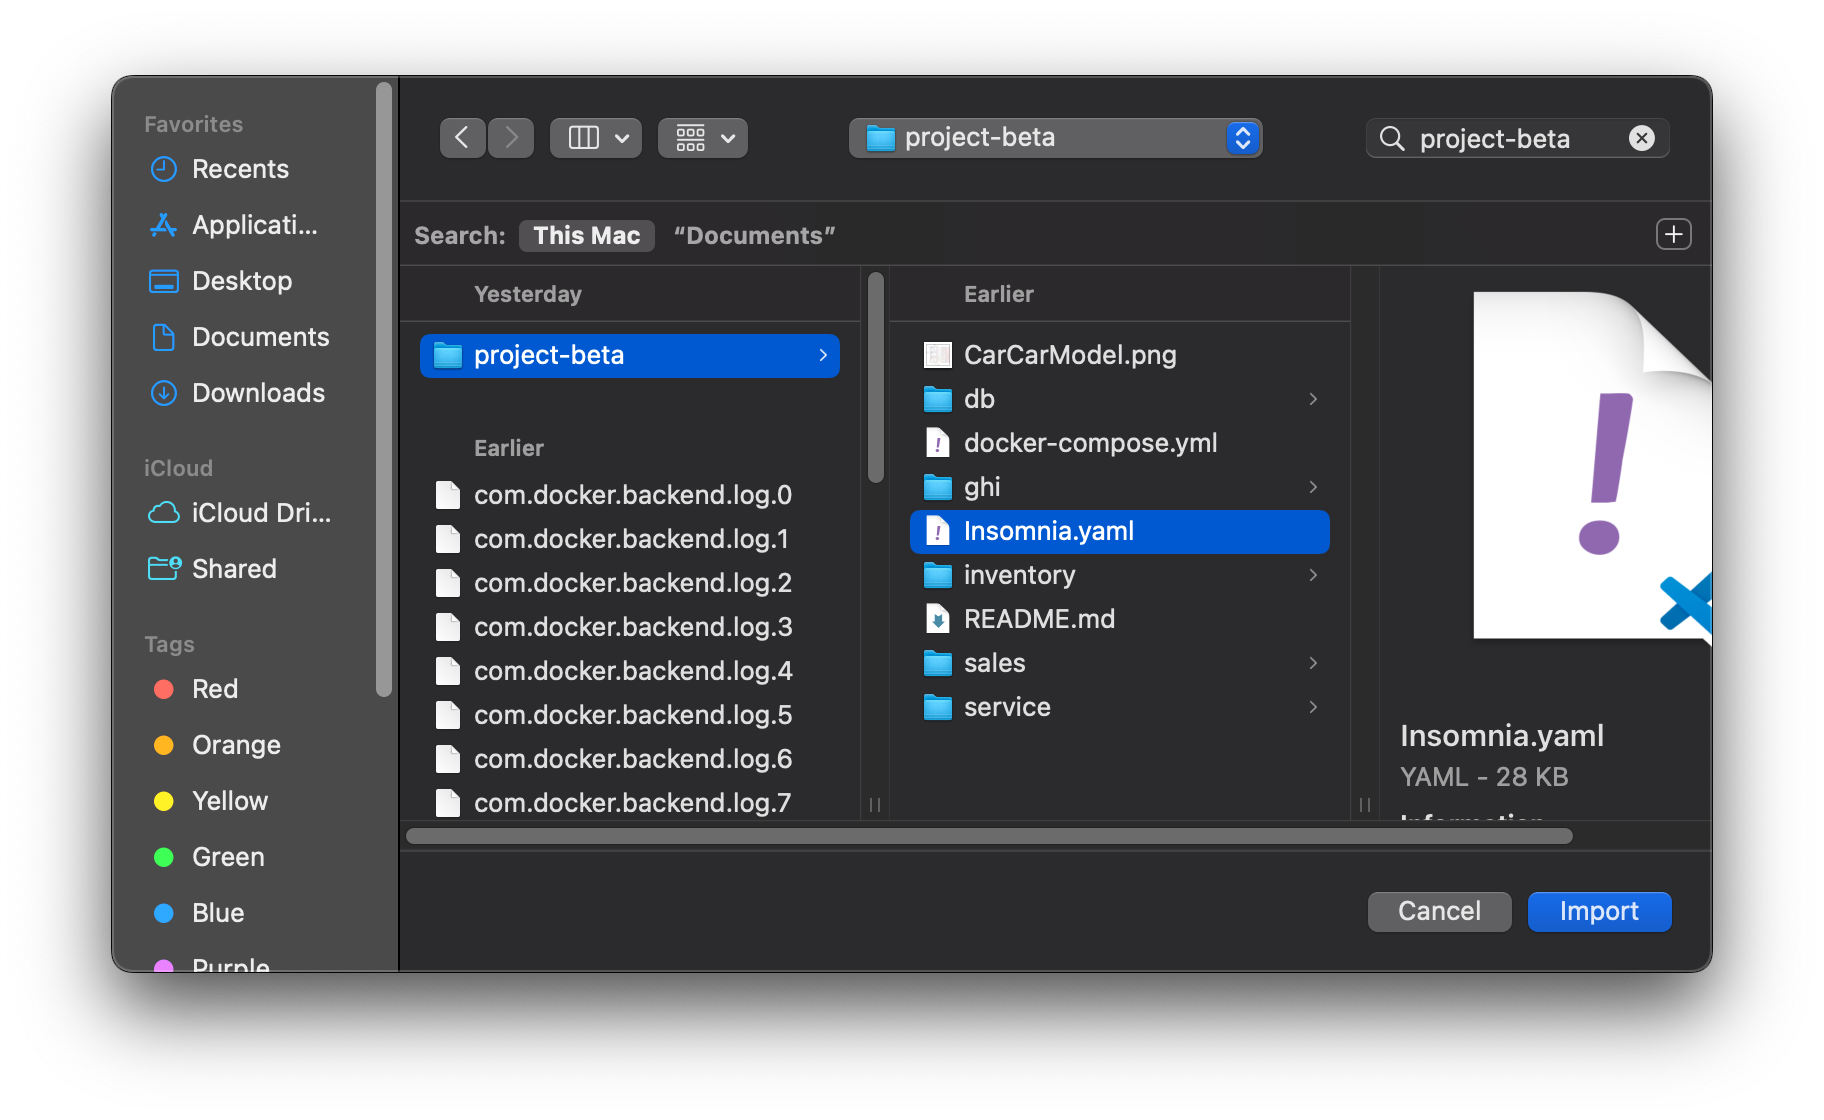 Favorites
Recents
Applicati...
Desktop
Documents
Downloads
iCloud
iCloud Dri...
Shared
Tags
Red
Orange
Yellow
Green
Blue
Purple
project-beta
project-beta
Search: This Mac “Documents”
Yesterday
project-beta
Earlier
com.docker.backend.log.0
com.docker.backend.log.1
com.docker.backend.log.2
com.docker.backend.log.3
com.docker.backend.log.4
com.docker.backend.log.5
com.docker.backend.log.6
com.docker.backend.log.7
Earlier
CarCarModel.png
db
docker-compose.yml
ghi
Insomnia.yaml
inventory
README.md
sales
service
Insomnia.yaml
YAML - 28 KB
Information
Cancel
Import